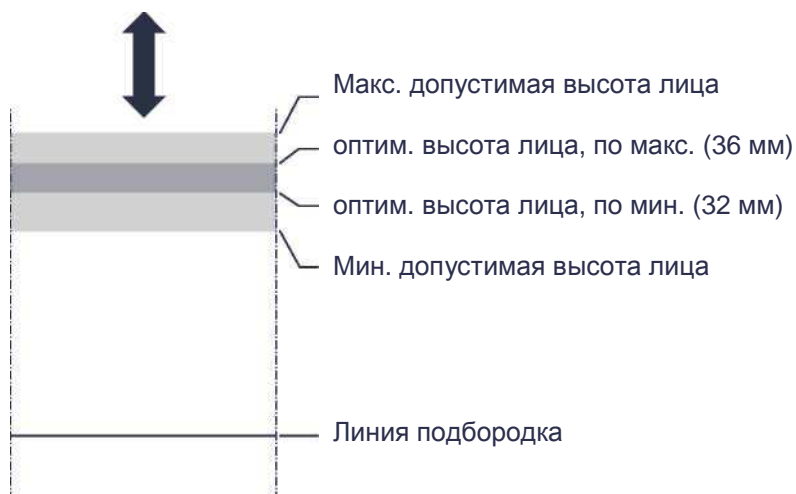 Макс. допустимая высота лица
оптим. высота лица, по макс. (36 мм)
оптим. высота лица, по мин. (32 мм)
Мин. допустимая высота лица
Линия подбородка